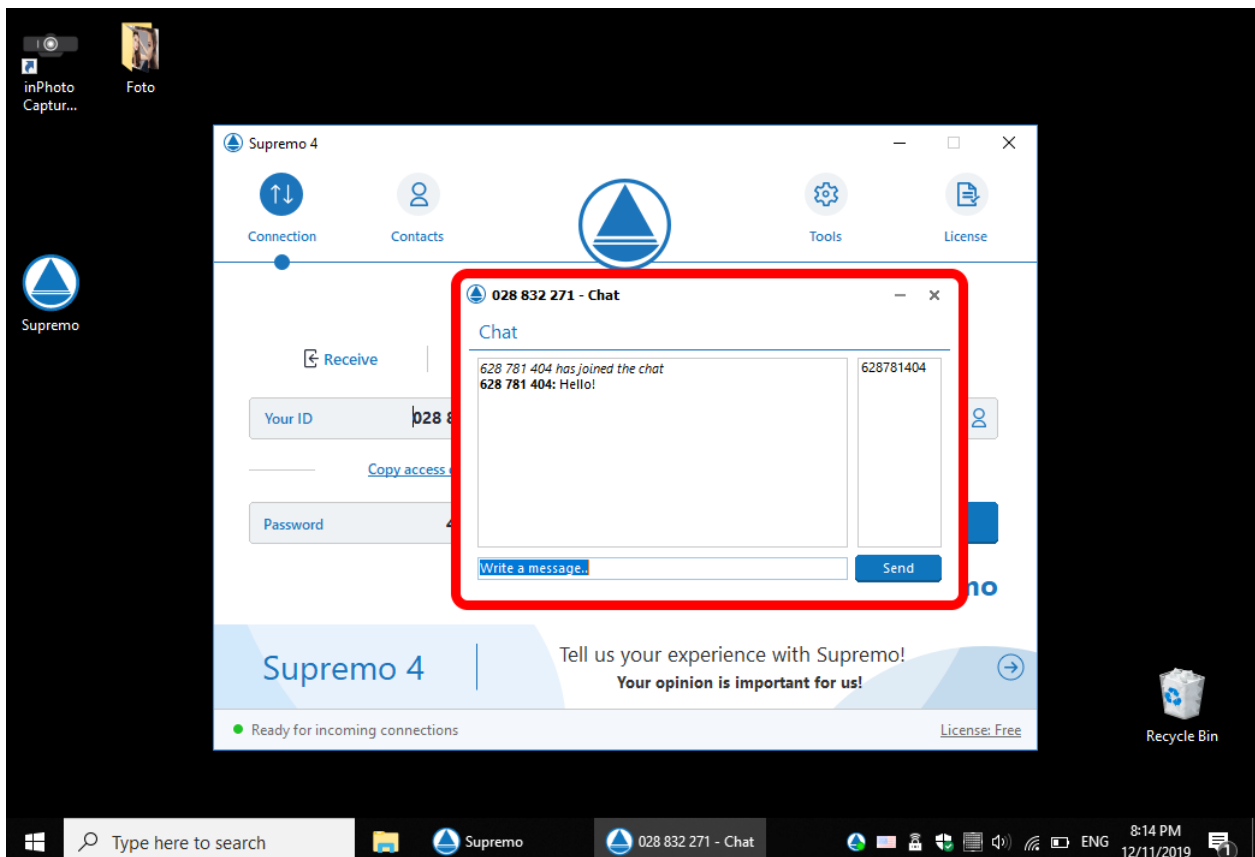 inPhoto
Captur...
Foto
Supremo 4
Connection
Contacts
Tools
License
Supremo
028 832 271 - Chat
Chat
Receive
628 781 404 has joined the chat
628 781 404: Hello!
628781404
Your ID
028 8
Copy access
Password
4
Write a message..
Send
mo
Supremo 4
Tell us your experience with Supremo!
Your opinion is important for us!
Ready for incoming connections
License: Free
Recycle Bin
Type here to search
Supremo
028 832 271 - Chat
ENG
8:14 PM
12/11/2019
1